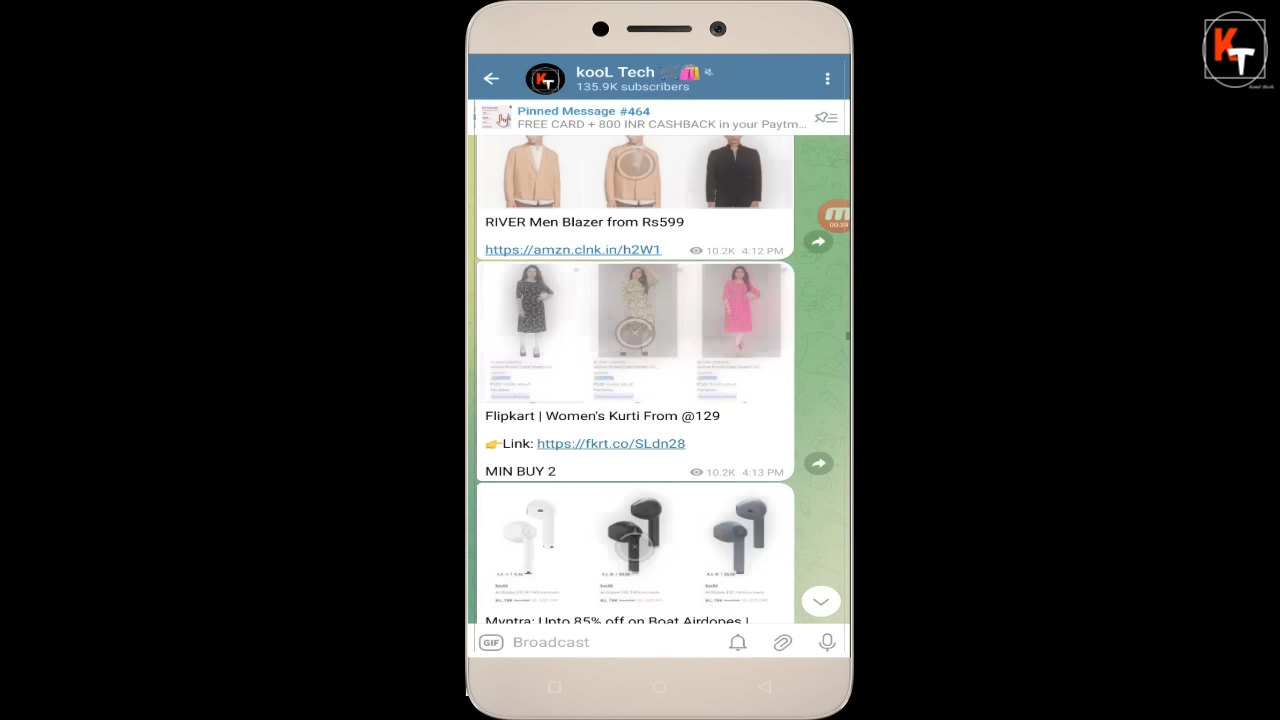 KT
kooL Tech
135.9K subscribers
Pinned Message #464
FREE CARD + 800 INR CASHBACK in your Paytm...
RIVER Men Blazer from Rs599
https://amzn.clnk.in/h2W1 10.2K 4:12 PM
00:39
Flipkart | Women's Kurti From @129
👉Link: https://fkrt.co/SLdn28
MIN BUY 2 10.2K 4:13 PM
Myntra: Upto 85% off on Boat Airdopes |
GIF Broadcast